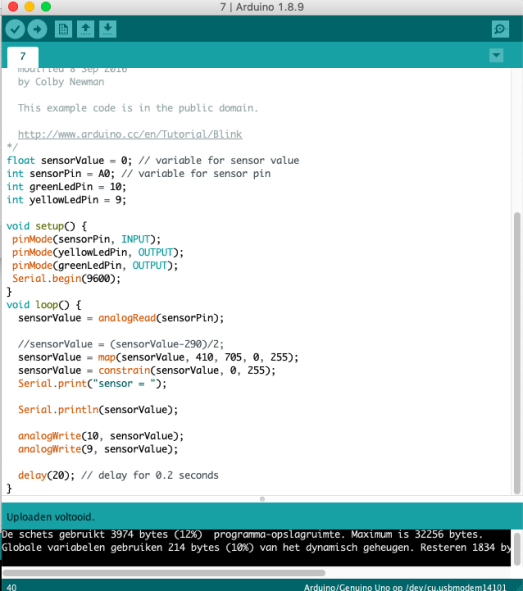 7 | Arduino 1.8.9
7
modified 8 Sep 2016
by Colby Newman
This example code is in the public domain.
http://www.arduino.cc/en/Tutorial/Blink
*/
float sensorValue = 0; // variable for sensor value
int sensorPin = A0; // variable for sensor pin
int greenLedPin = 10;
int yellowLedPin = 9;
void setup() {
pinMode(sensorPin, INPUT);
pinMode(yellowLedPin, OUTPUT);
pinMode(greenLedPin, OUTPUT);
Serial.begin(9600);
}
void loop() {
sensorValue = analogRead(sensorPin);
//sensorValue = (sensorValue-290)/2;
sensorValue = map(sensorValue, 410, 705, 0, 255);
sensorValue = constrain(sensorValue, 0, 255);
Serial.print("sensor = ");
Serial.println(sensorValue);
analogWrite(10, sensorValue);
analogWrite(9, sensorValue);
delay(20); // delay for 0.2 seconds
}
Uploaden voltooid.
De schets gebruikt 3974 bytes (12%) programma-opslagruimte. Maximum is 32256 bytes.
Globale variabelen gebruiken 214 bytes (10%) van het dynamisch geheugen. Resteren 1834 by
40
Arduino/Genuino Uno op /dev/cu.usbmodem14101